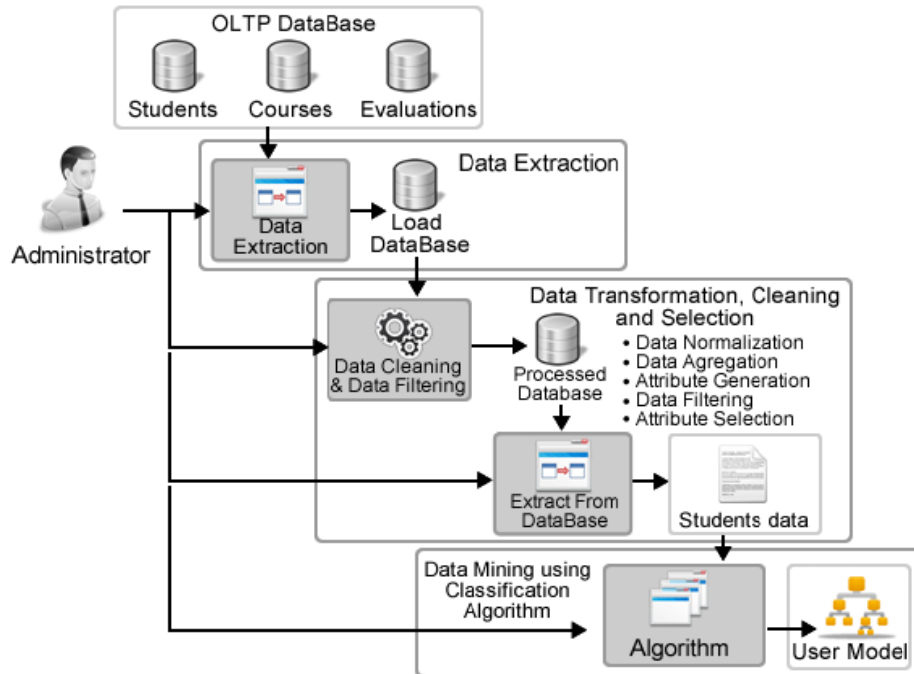 OLTP DataBase
Students
Courses
Evaluations
Administrator
Data
Extraction
Load
DataBase
Data Extraction
Data Cleaning
& Data Filtering
Processed
Database
Data Transformation, Cleaning
and Selection
• Data Normalization
• Data Agregation
• Attribute Generation
• Data Filtering
• Attribute Selection
Extract From
DataBase
Students data
Data Mining using
Classification
Algorithm
Algorithm
User Model